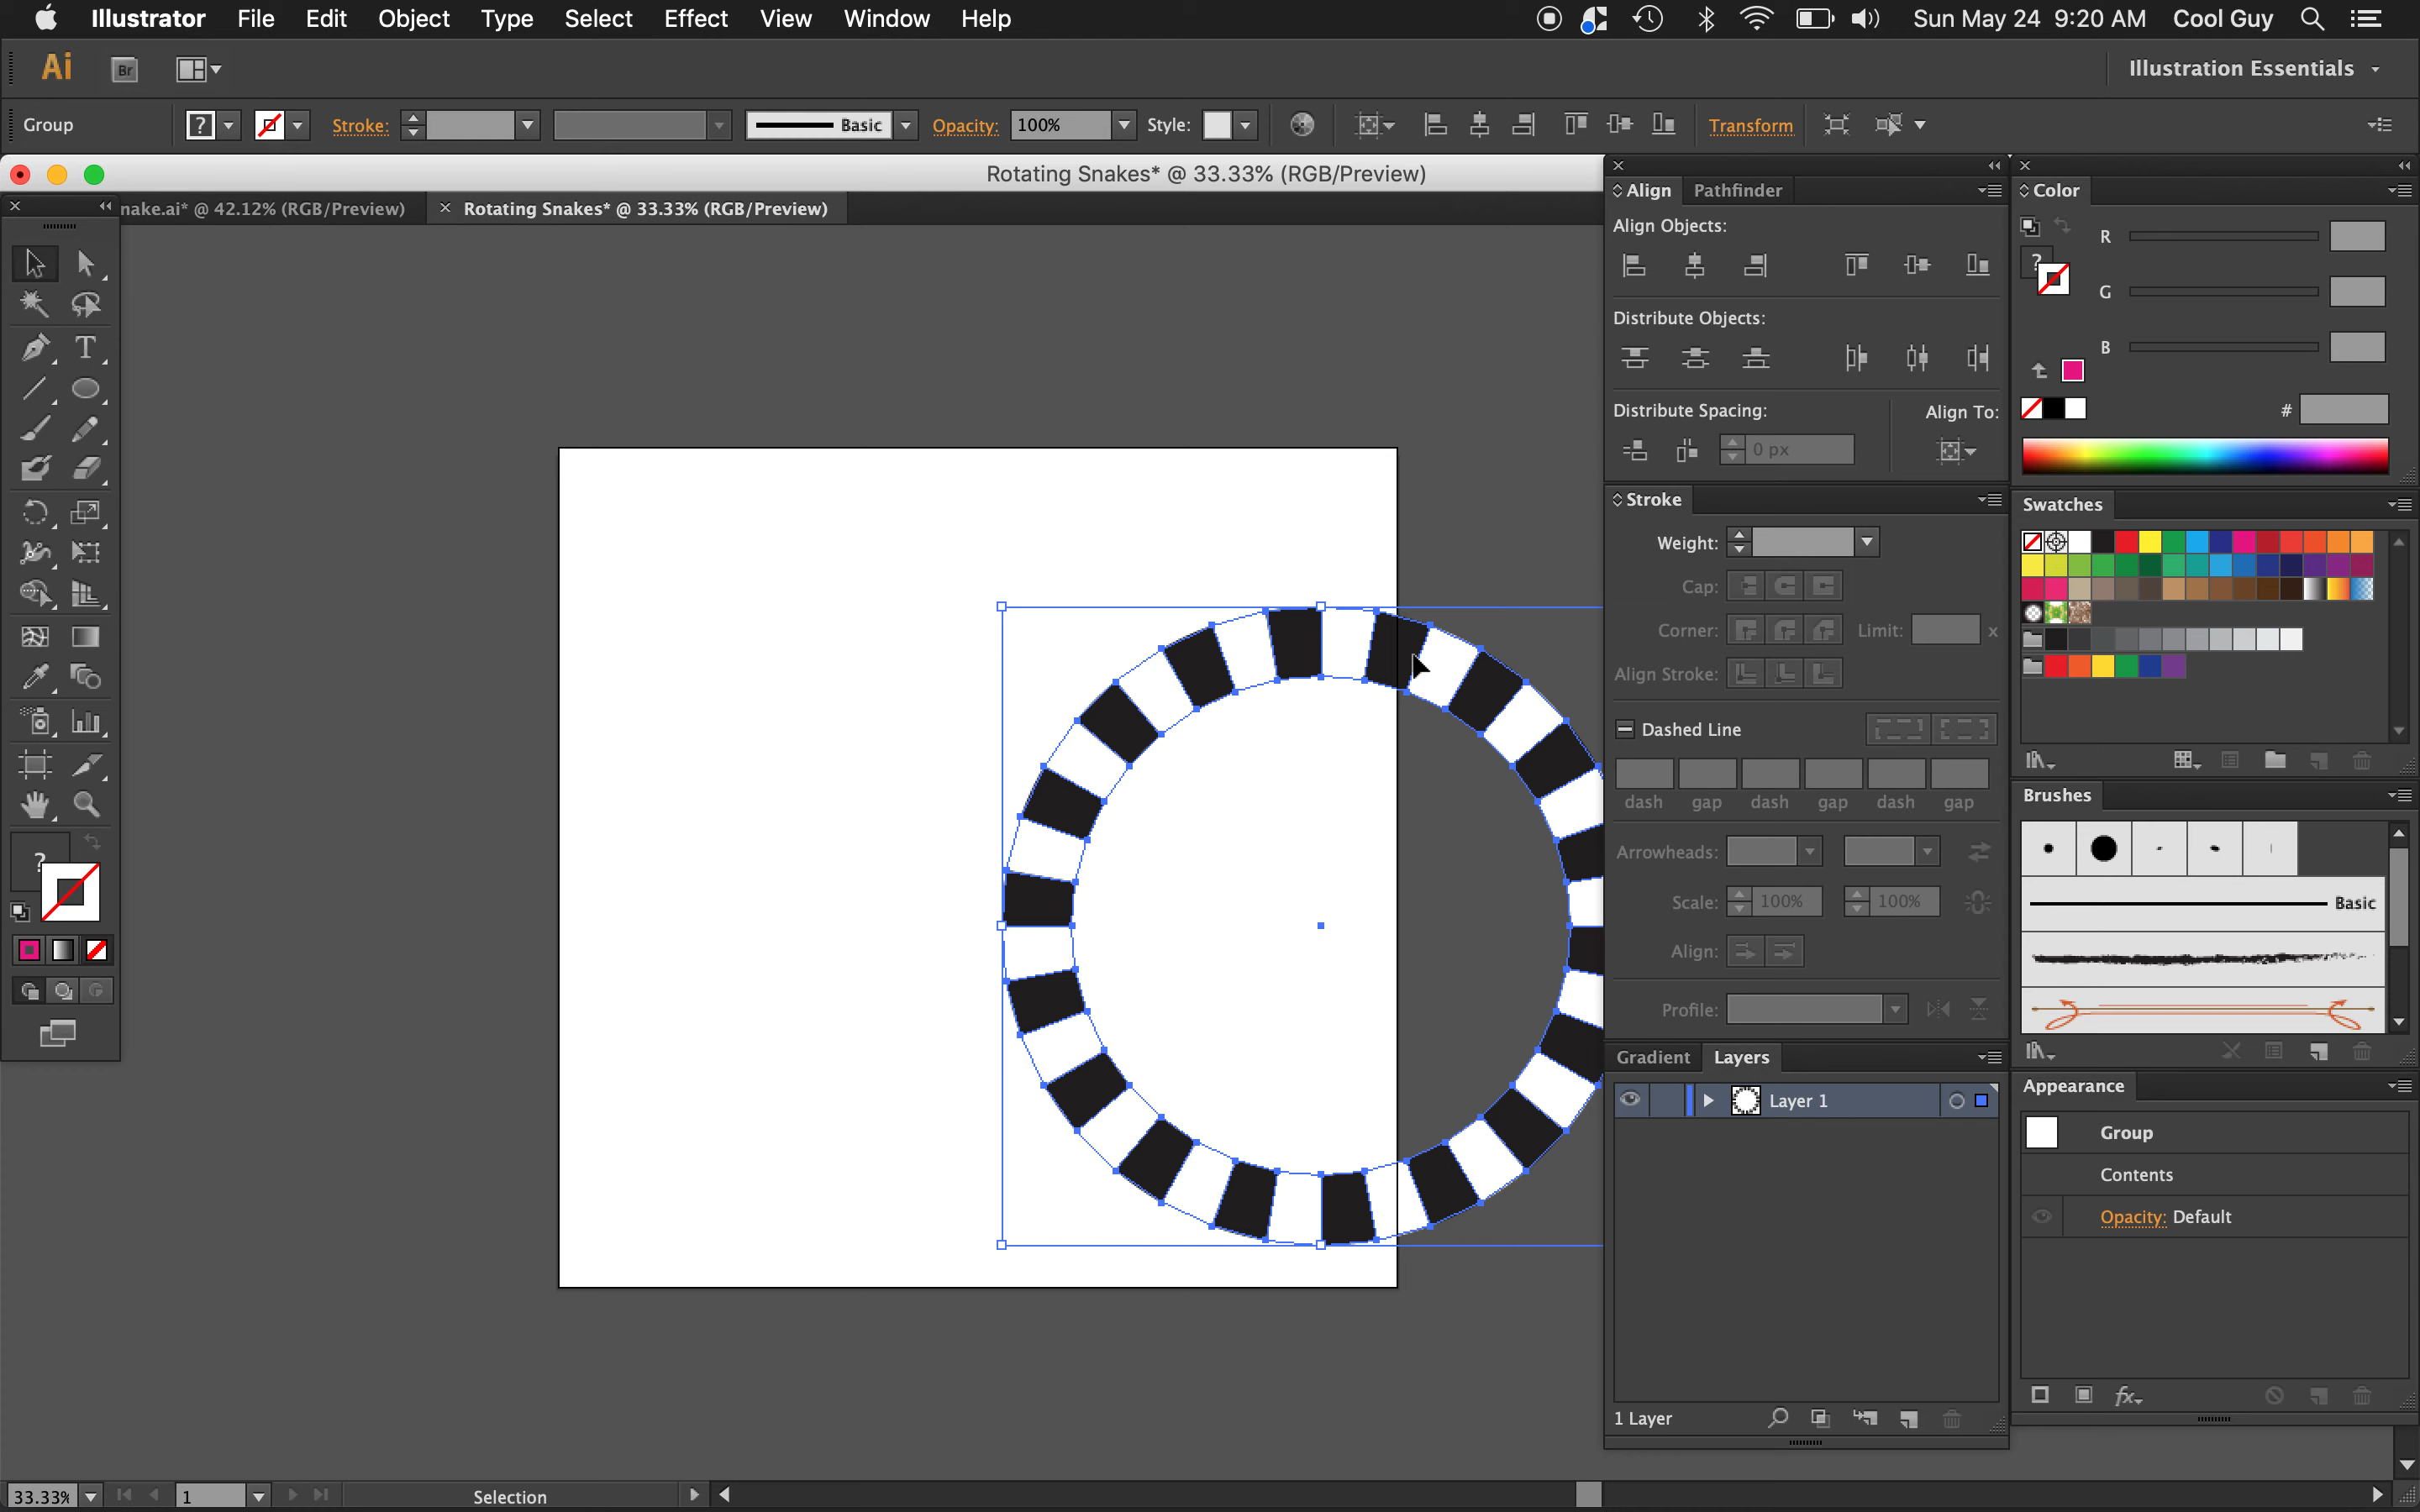 Illustrator File Edit Object Type Select Effect View Window Help Sun May 24 9:20 AM Cool Guy
Ai Br Illustration Essentials
Group ? Stroke: Basic Opacity: 100% Style: Transform
Rotating Snakes* @ 33.33% (RGB/Preview)
nake.ai* @ 42.12% (RGB/Preview) × Rotating Snakes* @ 33.33% (RGB/Preview)
Align Pathfinder
Align Objects:
Distribute Objects:
Distribute Spacing: Align To:
0 px
Stroke
Weight:
Cap:
Corner: Limit: x
Align Stroke:
Dashed Line
dash gap dash gap dash gap
Arrowheads:
Scale: 100% 100%
Align:
Profile:
Gradient Layers
Layer 1
1 Layer
Color
R
?
G
B
#
Swatches
Brushes
Basic
Appearance
Group
Contents
Opacity: Default
fx
T
?
33.33% 1 Selection